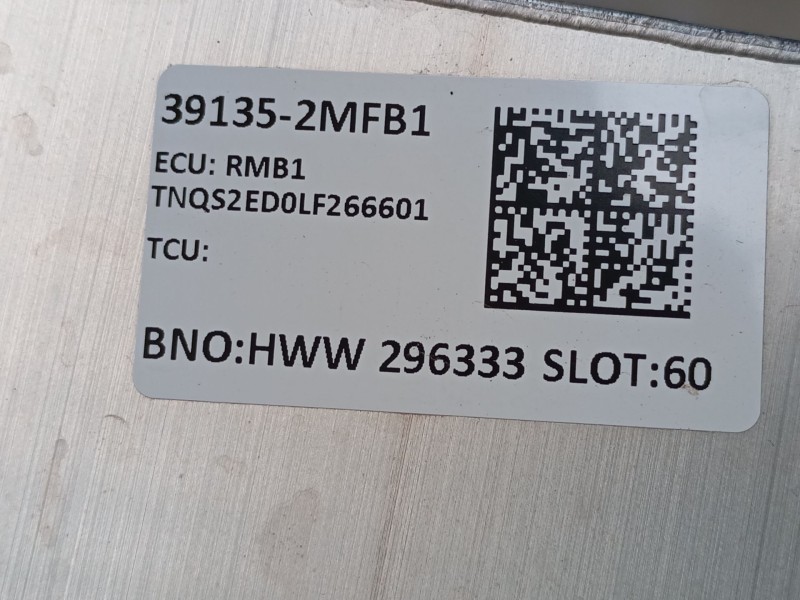 39135-2MFB1
ECU: RMB1
TNQS2ED0LF266601
TCU:
BNO:HWW 296333 SLOT:60